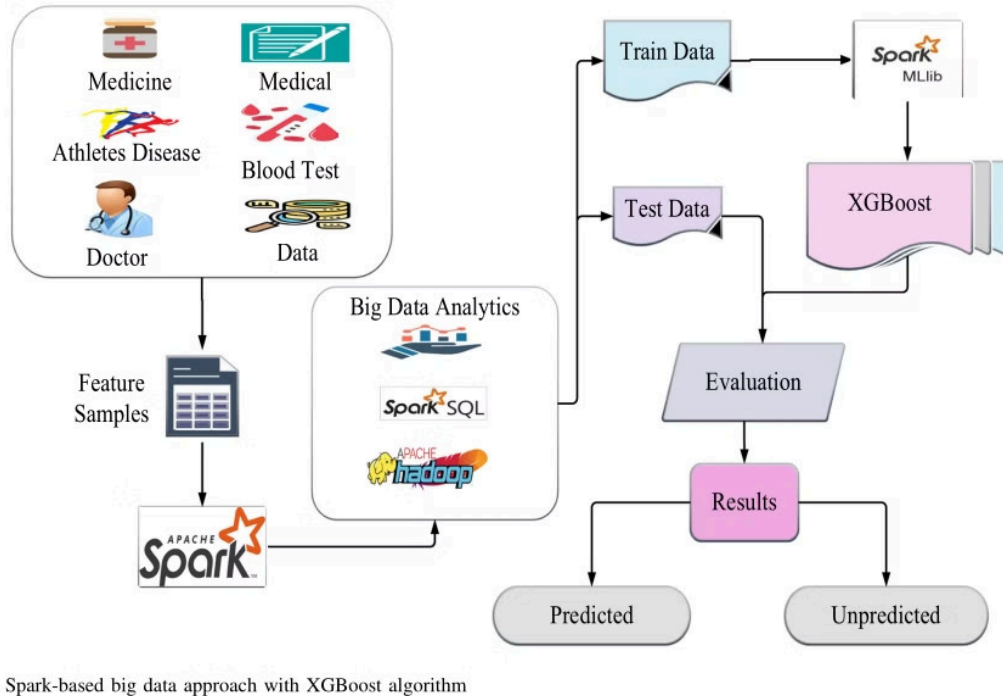 Medicine
Medical
Athletes Disease
Blood Test
Doctor
Data
Feature
Samples
APACHE
Spark
TM
Big Data Analytics
Spark SQL
APACHE
hadoop
Train Data
Test Data
Spark
MLlib
XGBoost
Evaluation
Results
Predicted
Unpredicted
Spark-based big data approach with XGBoost algorithm